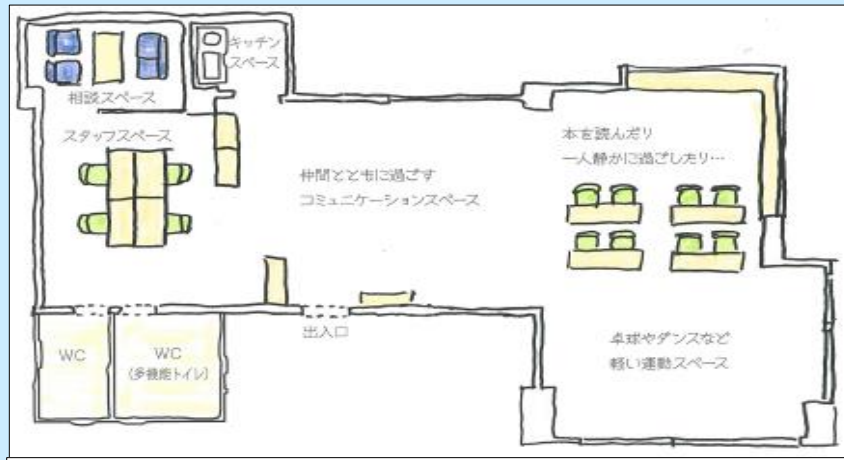 キッチン
スペース
相談スペース
スタッフスペース
仲間とともに過ごす
コミュニケーションスペース
本を読んだり
一人静かに過ごしたり…
出入口
WC
WC
(多機能トイレ)
卓球やダンスなど
軽い運動スペース